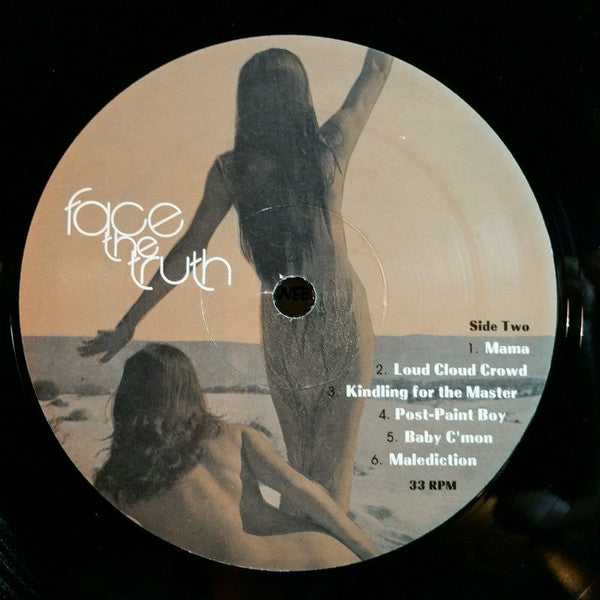 face
the
truth
Side Two
1. Mama
2. Loud Cloud Crowd
3. Kindling for the Master
4. Post-Paint Boy
5. Baby C'mon
6. Malediction
33 RPM